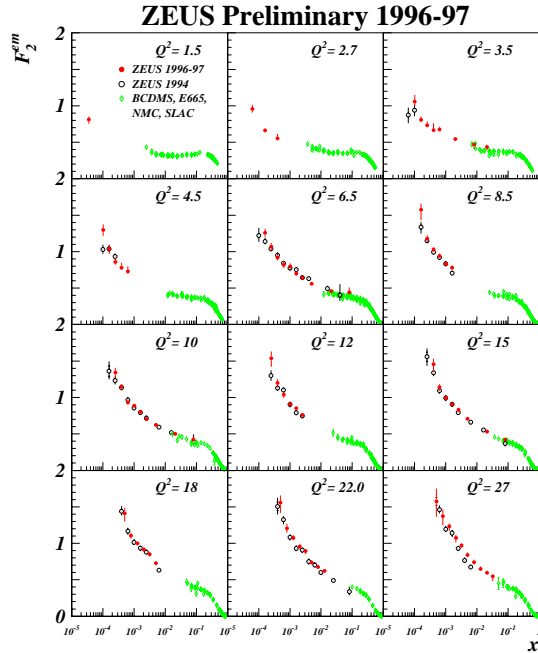 ZEUS Preliminary 1996-97
F₂ᵉᵐ
2
Q² = 1.5
Q² = 2.7
Q² = 3.5
ZEUS 1996-97
ZEUS 1994
BCDMS, E665,
NMC, SLAC
1
2
Q² = 4.5
Q² = 6.5
Q² = 8.5
1
2
Q² = 10
Q² = 12
Q² = 15
1
2
Q² = 18
Q² = 22.0
Q² = 27
1
0
10⁻⁵ 10⁻⁴ 10⁻³ 10⁻² 10⁻¹ 10⁻⁵ 10⁻⁴ 10⁻³ 10⁻² 10⁻¹ 10⁻⁵ 10⁻⁴ 10⁻³ 10⁻² 10⁻¹ 1
x